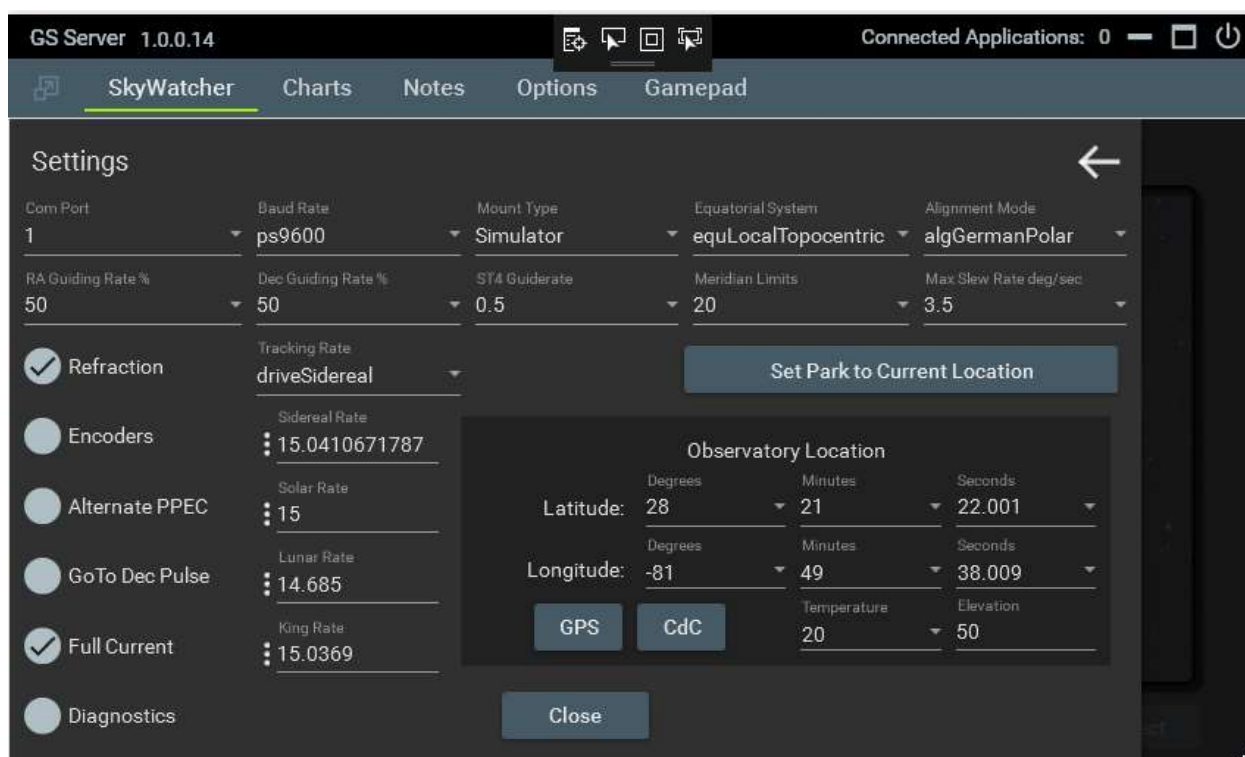 GS Server 1.0.0.14 Connected Applications: 0
SkyWatcher Charts Notes Options Gamepad
Settings
Com Port Baud Rate Mount Type Equatorial System Alignment Mode
1 ps9600 Simulator equLocalTopocentric algGermanPolar
RA Guiding Rate % Dec Guiding Rate % ST4 Guiderate Meridian Limits Max Slew Rate deg/sec
50 50 0.5 20 3.5
Tracking Rate
Refraction driveSidereal Set Park to Current Location
Sidereal Rate
Encoders 15.0410671787 Observatory Location
Solar Rate Degrees Minutes Seconds
Alternate PPEC 15 Latitude: 28 21 22.001
Lunar Rate Degrees Minutes Seconds
GoTo Dec Pulse 14.685 Longitude: -81 49 38.009
King Rate Temperature Elevation
Full Current 15.0369 GPS CdC 20 50
Diagnostics Close